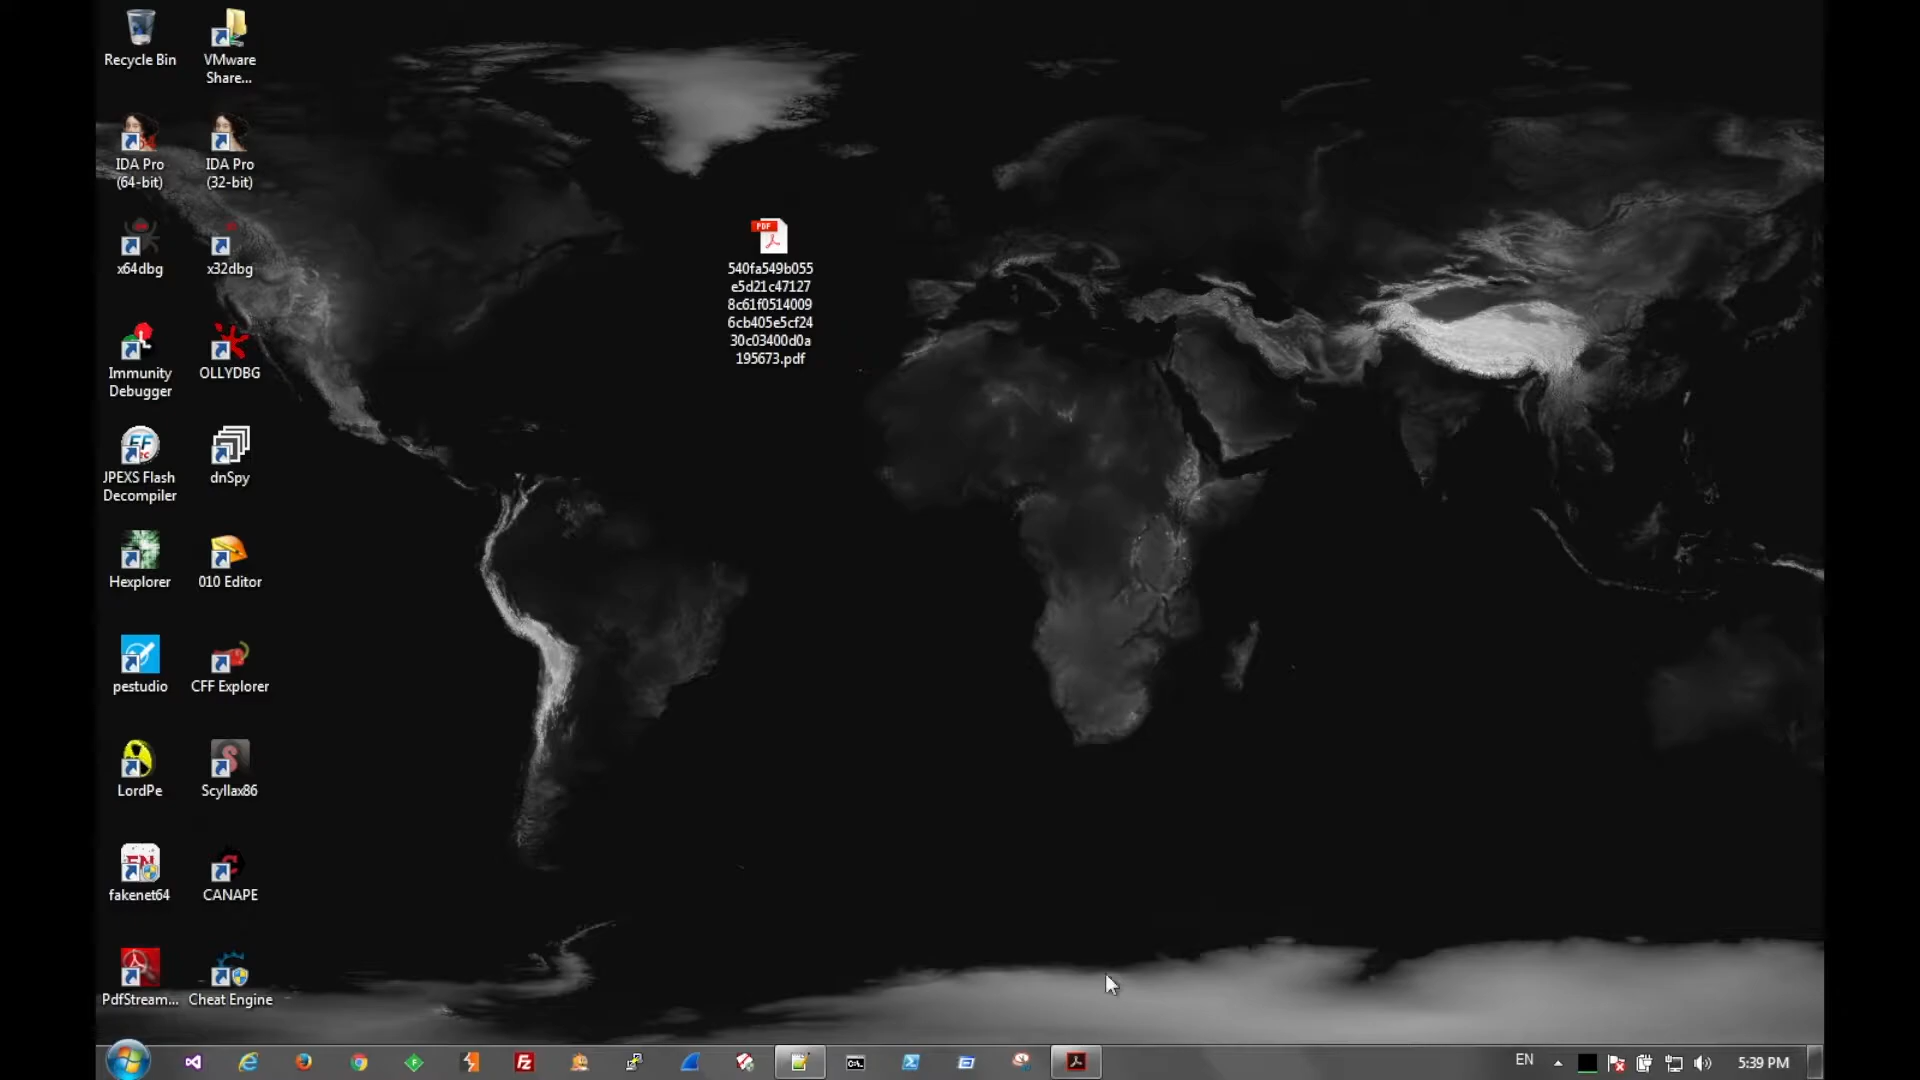 Recycle Bin
VMware
Share...
IDA Pro
(64-bit)
IDA Pro
(32-bit)
x64dbg
x32dbg
PDF
540fa549b055
e5d21c47127
8c61f0514009
6cb405e5cf24
30c03400d0a
195673.pdf
Immunity
Debugger
OLLYDBG
JPEXS Flash
Decompiler
dnSpy
Hexplorer
010 Editor
pestudio
CFF Explorer
LordPe
Scyllax86
fakenet64
CANAPE
PdfStream...
Cheat Engine
EN
5:39 PM